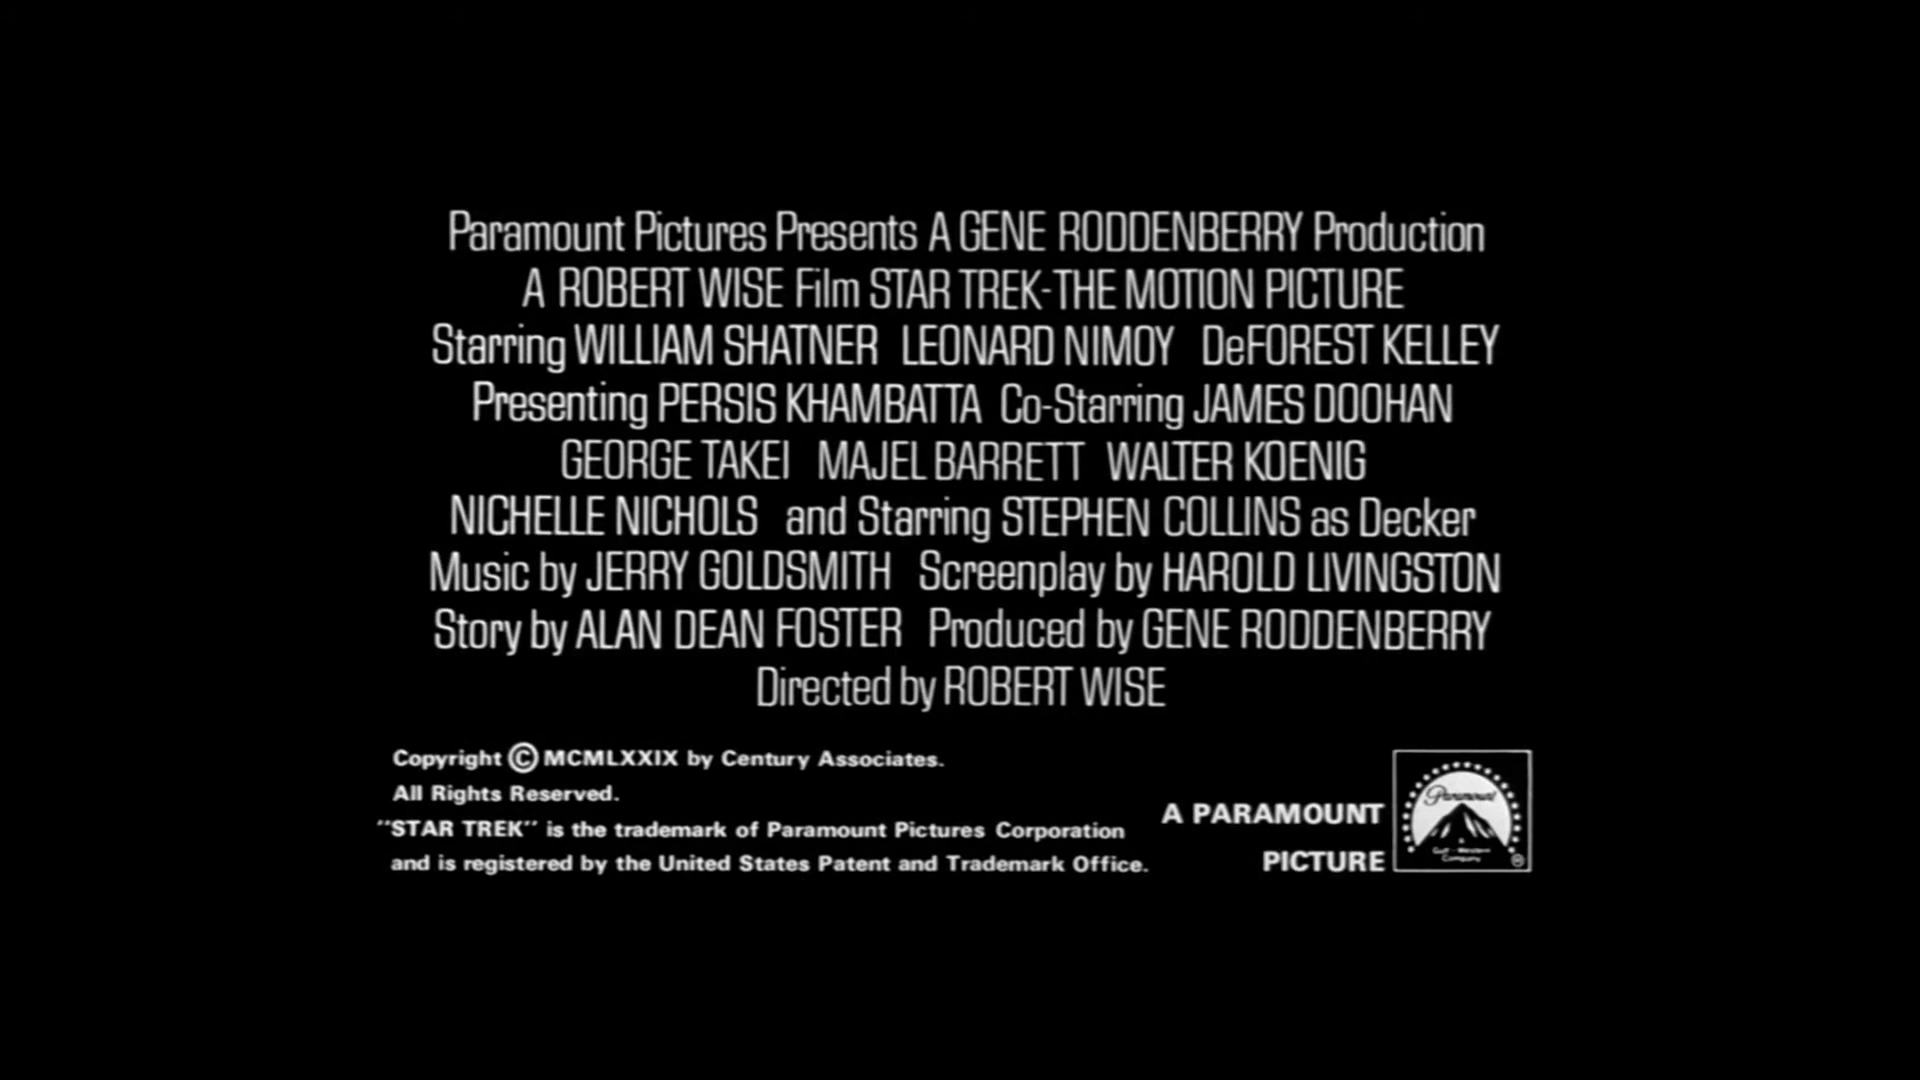 Paramount Pictures Presents A GENE RODDENBERRY Production
A ROBERT WISE Film STAR TREK-THE MOTION PICTURE
Starring WILLIAM SHATNER LEONARD NIMOY DeFOREST KELLEY
Presenting PERSIS KHAMBATTA Co-Starring JAMES DOOHAN
GEORGE TAKEI MAJEL BARRETT WALTER KOENIG
NICHELLE NICHOLS and Starring STEPHEN COLLINS as Decker
Music by JERRY GOLDSMITH Screenplay by HAROLD LIVINGSTON
Story by ALAN DEAN FOSTER Produced by GENE RODDENBERRY
Directed by ROBERT WISE
Copyright © MCMLXXIX by Century Associates.
All Rights Reserved.
"STAR TREK" is the trademark of Paramount Pictures Corporation
and is registered by the United States Patent and Trademark Office.
A PARAMOUNT
PICTURE
Paramount
A
Gulf + Western
Company
®